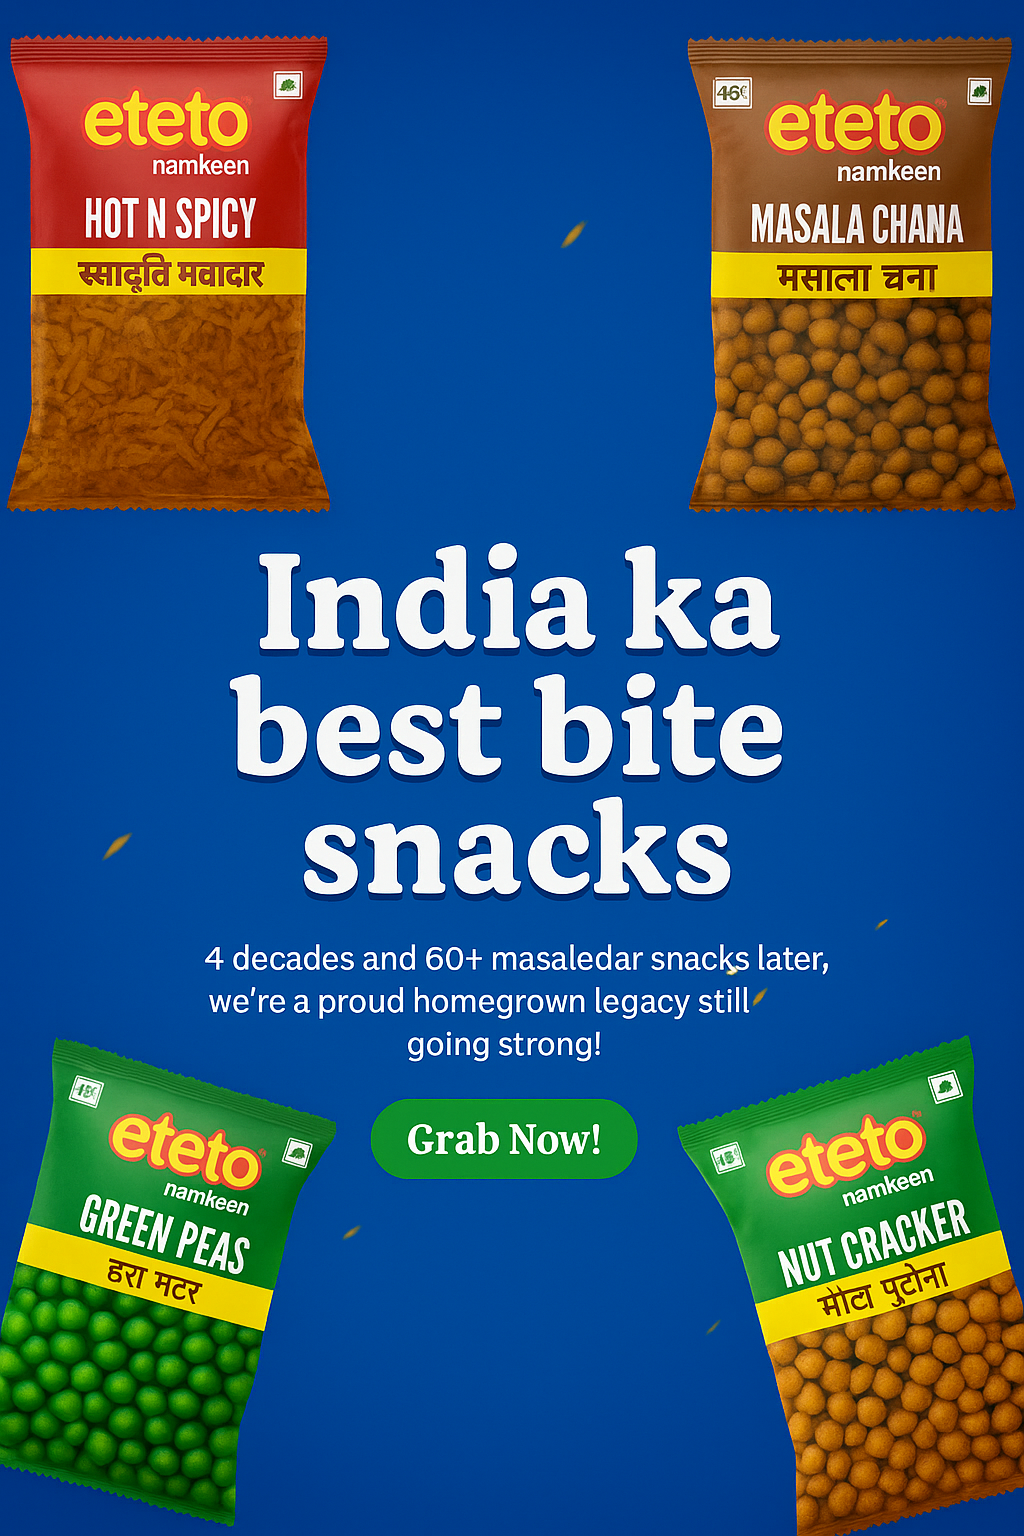 eteto
namkeen
HOT N SPICY
eteto
namkeen
MASALA CHANA
मसाला चना
India ka
best bite
snacks
4 decades and 60+ masaledar snacks later,
we're a proud homegrown legacy still
going strong!
Grab Now!
eteto
namkeen
GREEN PEAS
हरा मटर
eteto
namkeen
NUT CRACKER